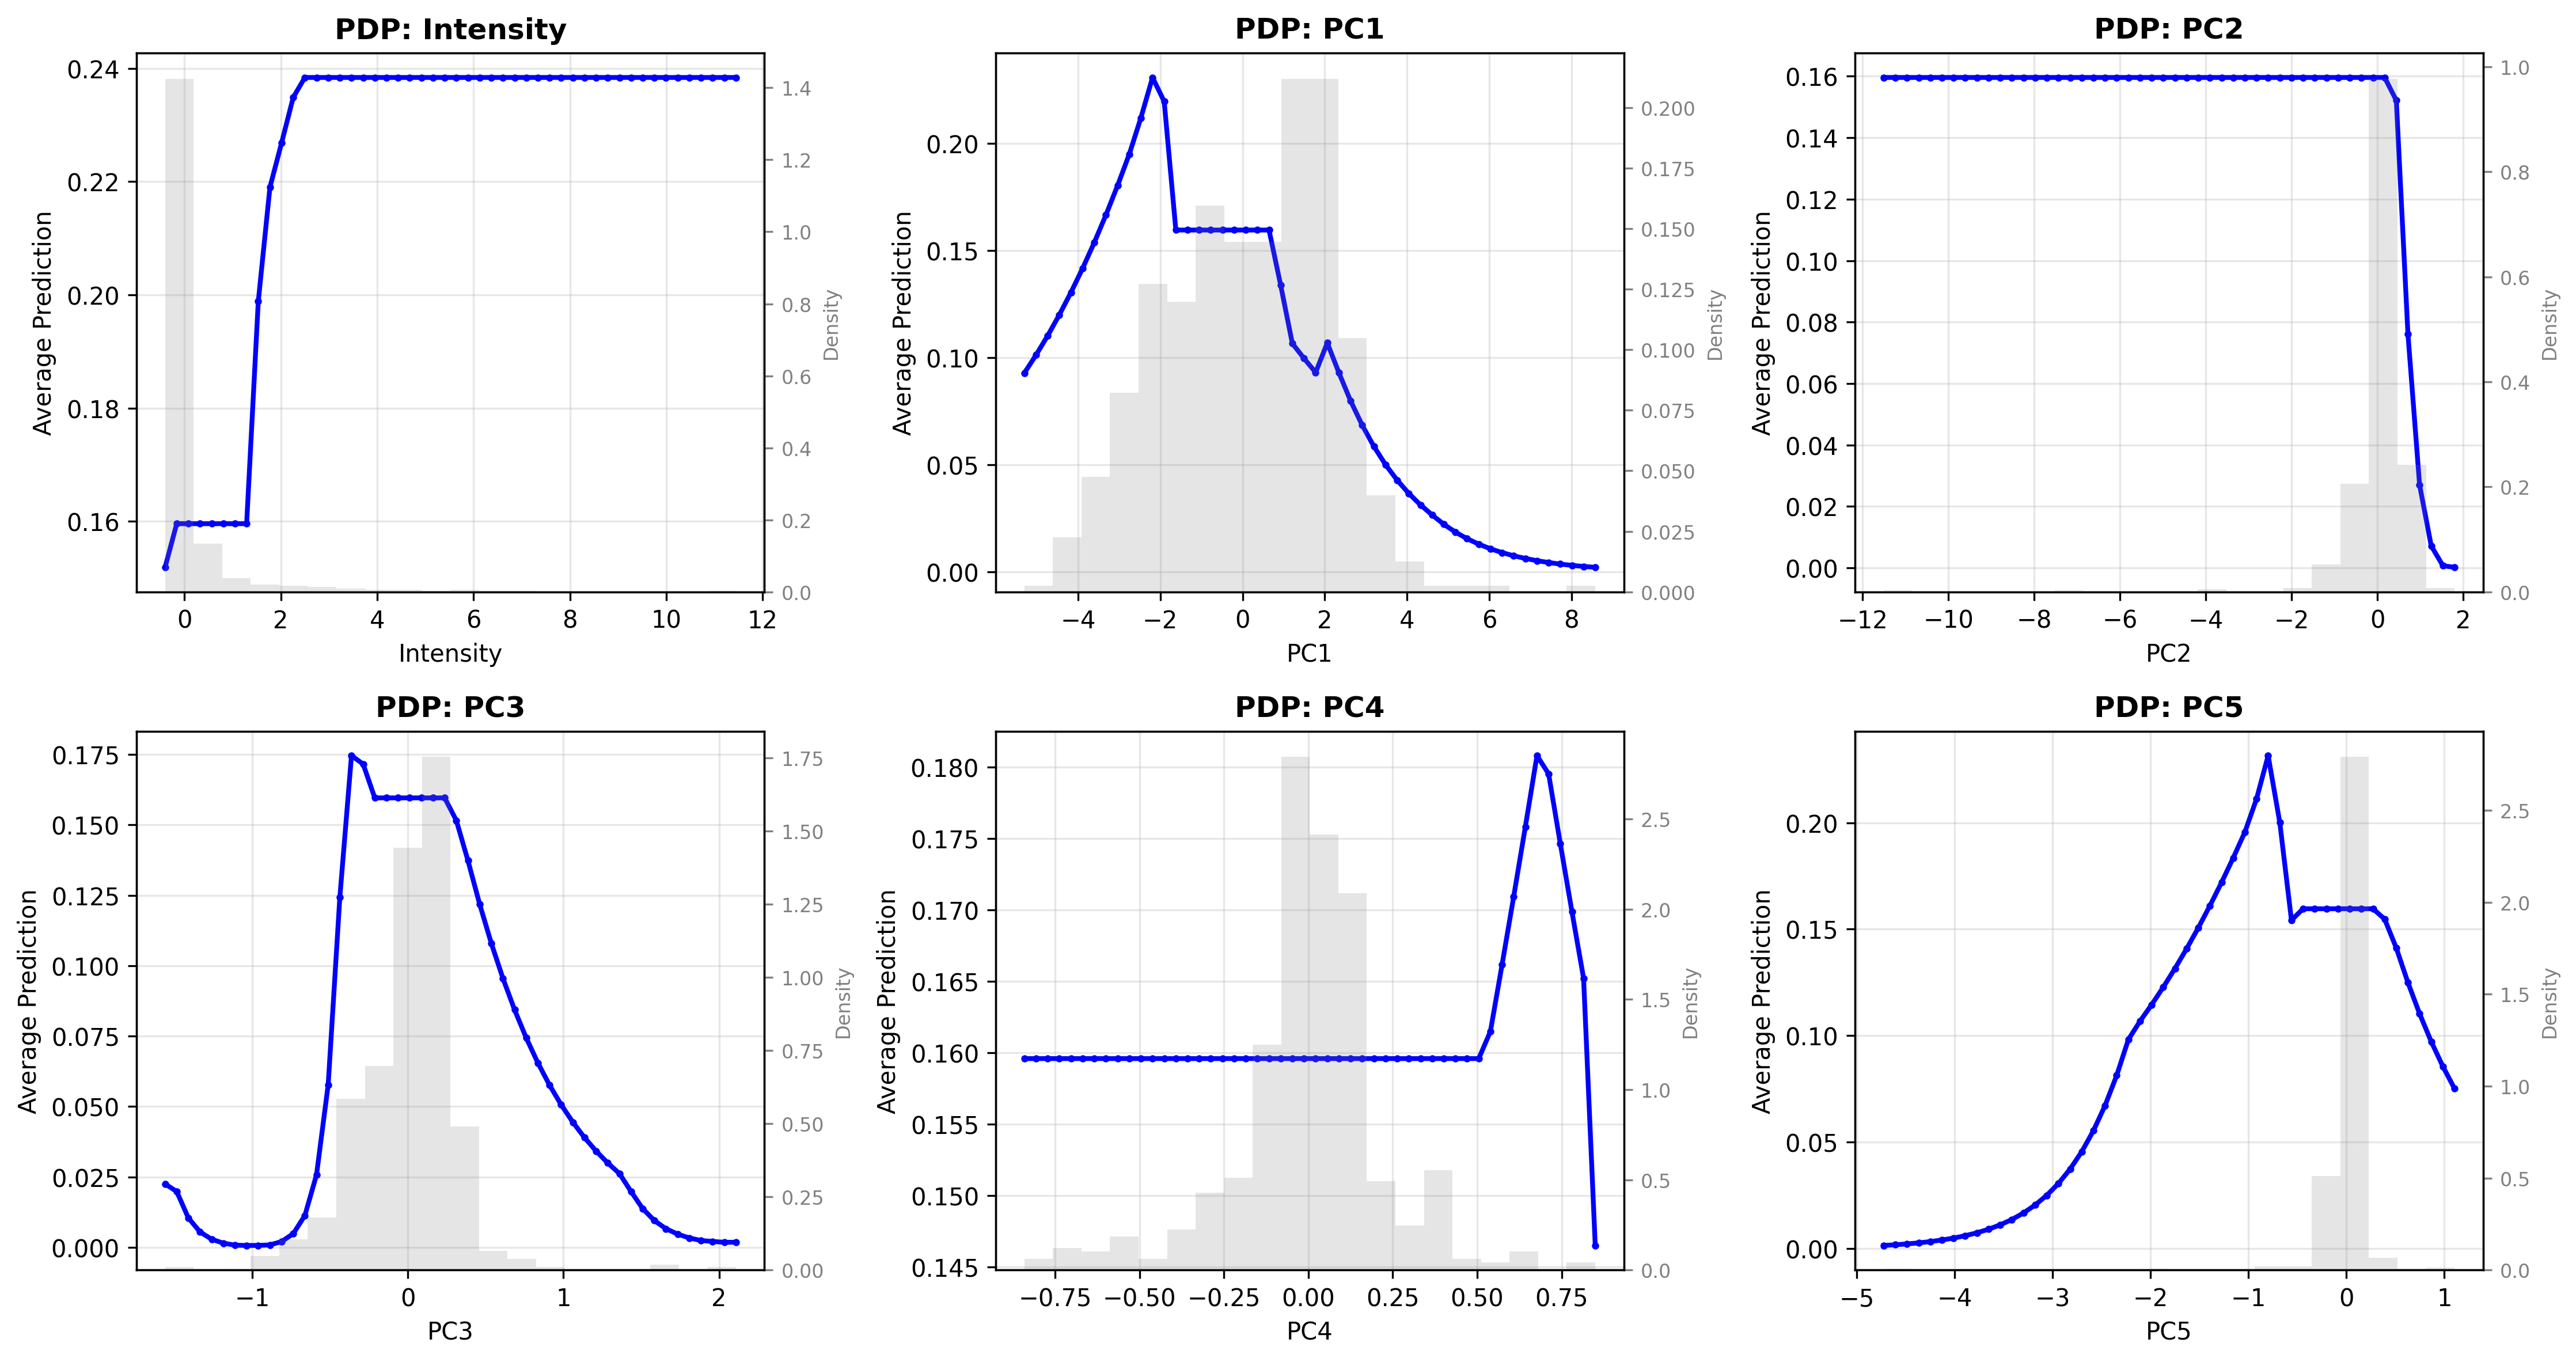 PDP: Intensity
0.24
0.22
0.20
0.18
0.16
Average Prediction
1.4
1.2
1.0
0.8
0.6
0.4
0.2
0.0
Density
0 2 4 6 8 10 12
Intensity
PDP: PC1
0.20
0.15
0.10
0.05
0.00
Average Prediction
0.200
0.175
0.150
0.125
0.100
0.075
0.050
0.025
0.000
Density
−4 −2 0 2 4 6 8
PC1
PDP: PC2
0.16
0.14
0.12
0.10
0.08
0.06
0.04
0.02
0.00
Average Prediction
1.0
0.8
0.6
0.4
0.2
0.0
Density
−12 −10 −8 −6 −4 −2 0 2
PC2
PDP: PC3
0.175
0.150
0.125
0.100
0.075
0.050
0.025
0.000
Average Prediction
1.75
1.50
1.25
1.00
0.75
0.50
0.25
0.00
Density
−1 0 1 2
PC3
PDP: PC4
0.180
0.175
0.170
0.165
0.160
0.155
0.150
0.145
Average Prediction
2.5
2.0
1.5
1.0
0.5
0.0
Density
−0.75 −0.50 −0.25 0.00 0.25 0.50 0.75
PC4
PDP: PC5
0.20
0.15
0.10
0.05
0.00
Average Prediction
2.5
2.0
1.5
1.0
0.5
0.0
Density
−5 −4 −3 −2 −1 0 1
PC5